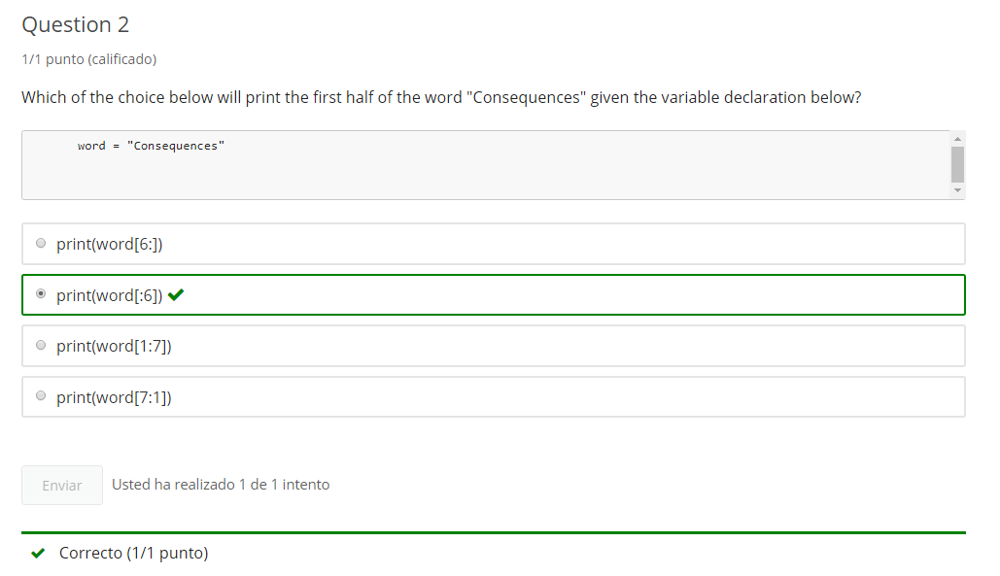 Question 2
1/1 punto (calificado)
Which of the choice below will print the first half of the word "Consequences" given the variable declaration below?
word = "Consequences"
print(word[6:])
print(word[:6])
print(word[1:7])
print(word[7:1])
Enviar
Usted ha realizado 1 de 1 intento
Correcto (1/1 punto)